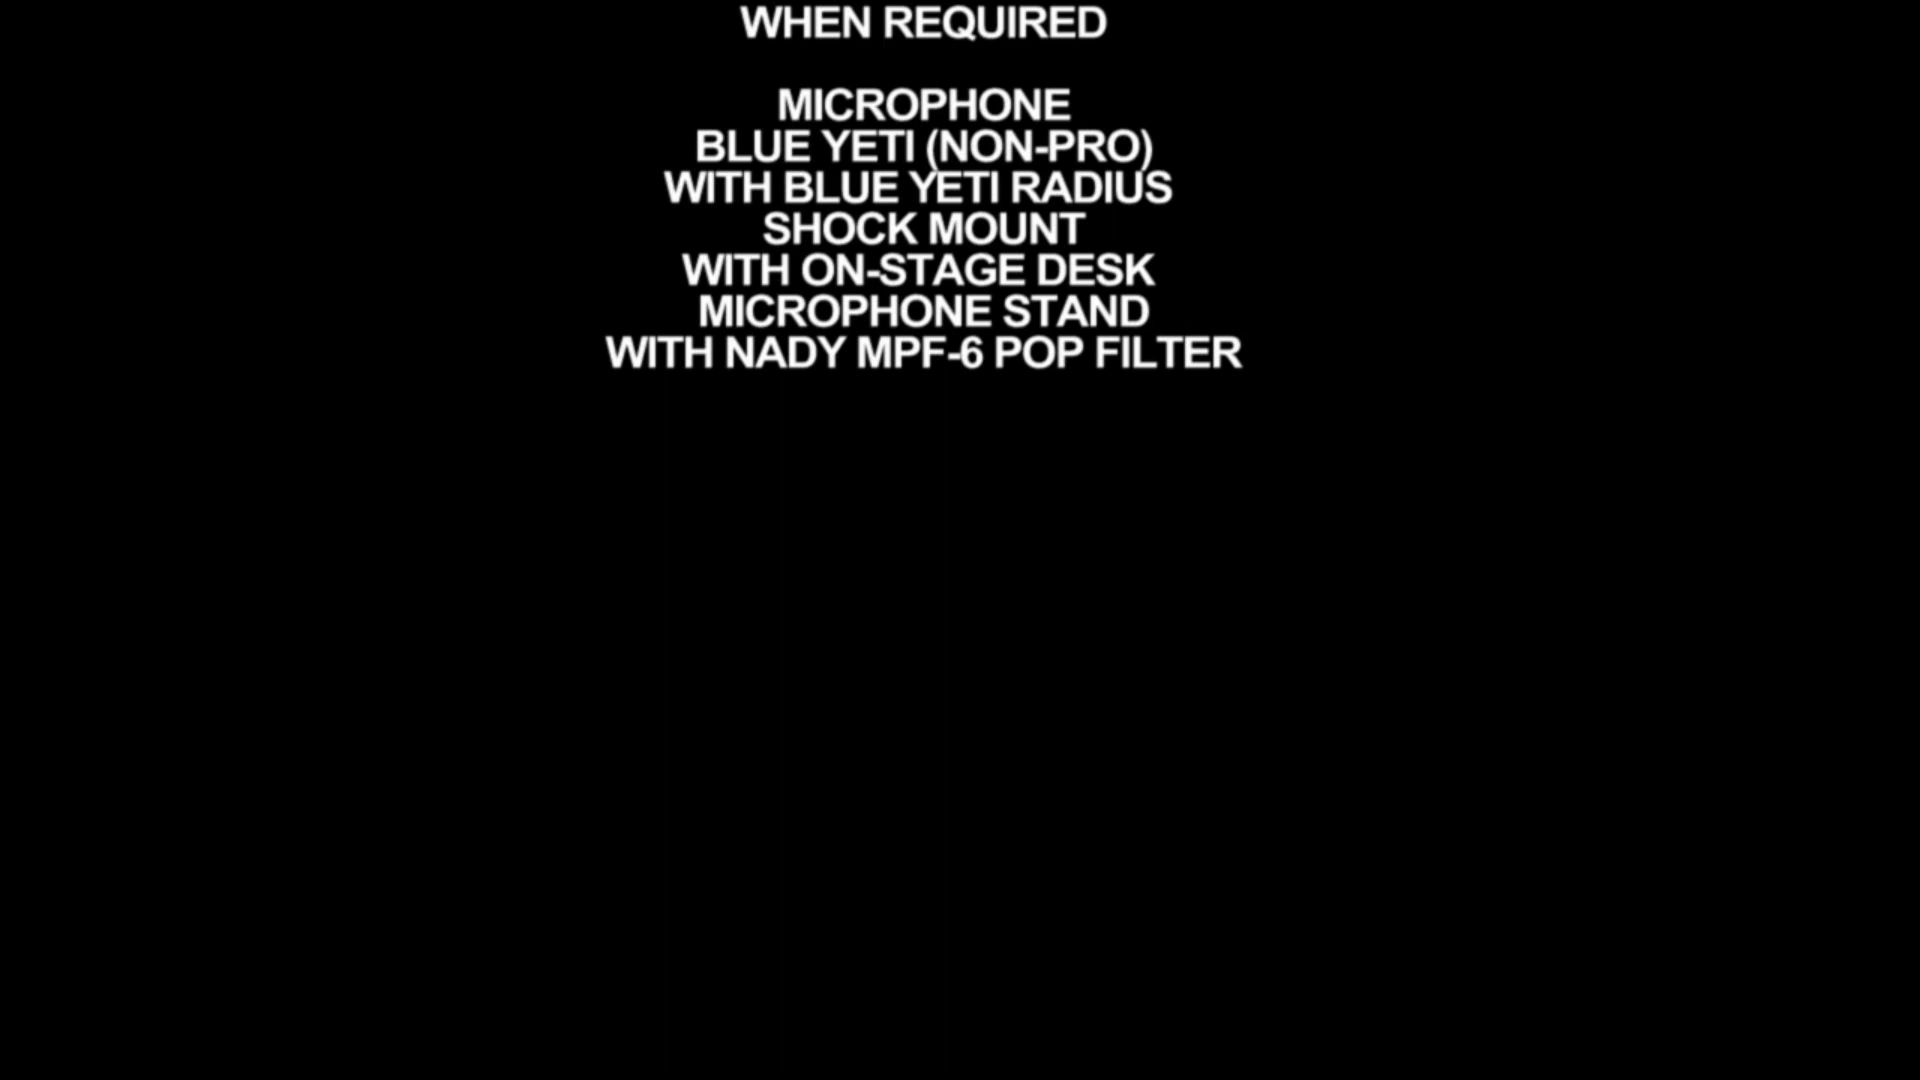 WHEN REQUIRED
MICROPHONE
BLUE YETI (NON-PRO)
WITH BLUE YETI RADIUS
SHOCK MOUNT
WITH ON-STAGE DESK
MICROPHONE STAND
WITH NADY MPF-6 POP FILTER